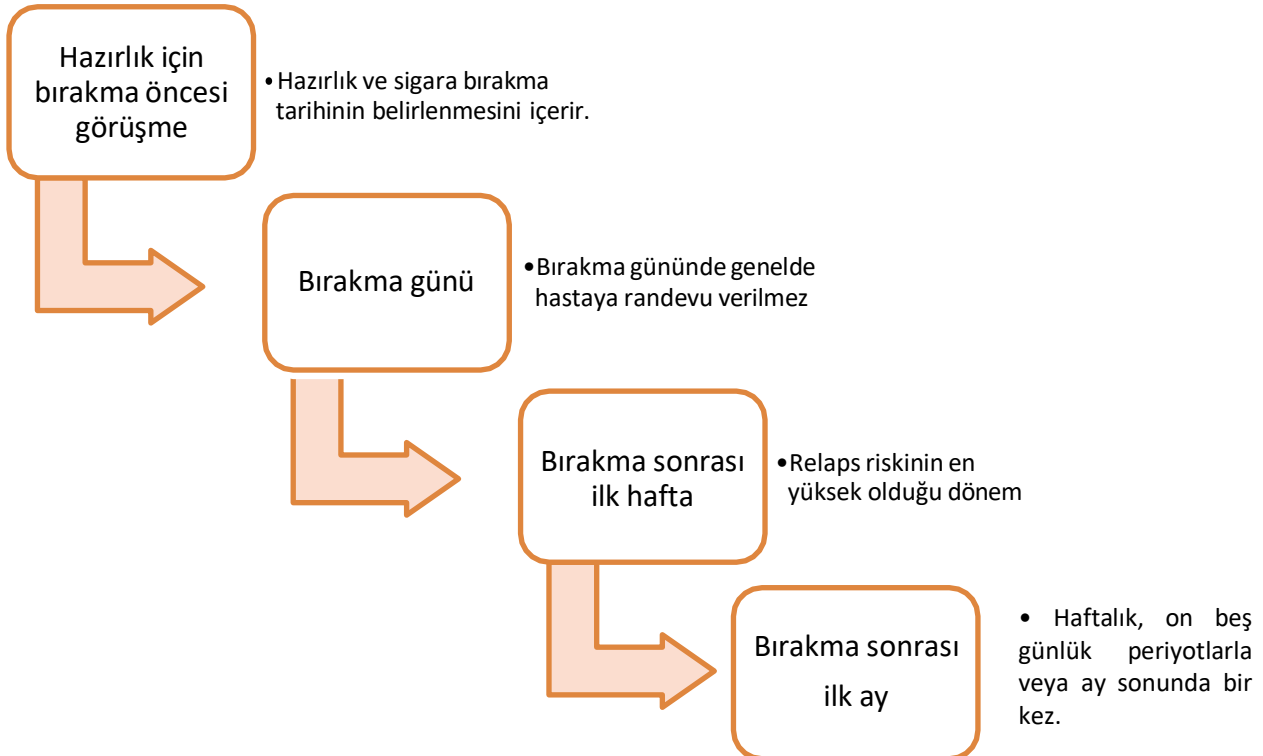 Hazırlık için
bırakma öncesi
görüşme
• Hazırlık ve sigara bırakma
tarihinin belirlenmesini içerir.
Bırakma günü
• Bırakma gününde genelde
hastaya randevu verilmez
Bırakma sonrası
ilk hafta
• Relaps riskinin en
yüksek olduğu dönem
Bırakma sonrası
ilk ay
• Haftalık, on beş
günlük periyotlarla
veya ay sonunda bir
kez.